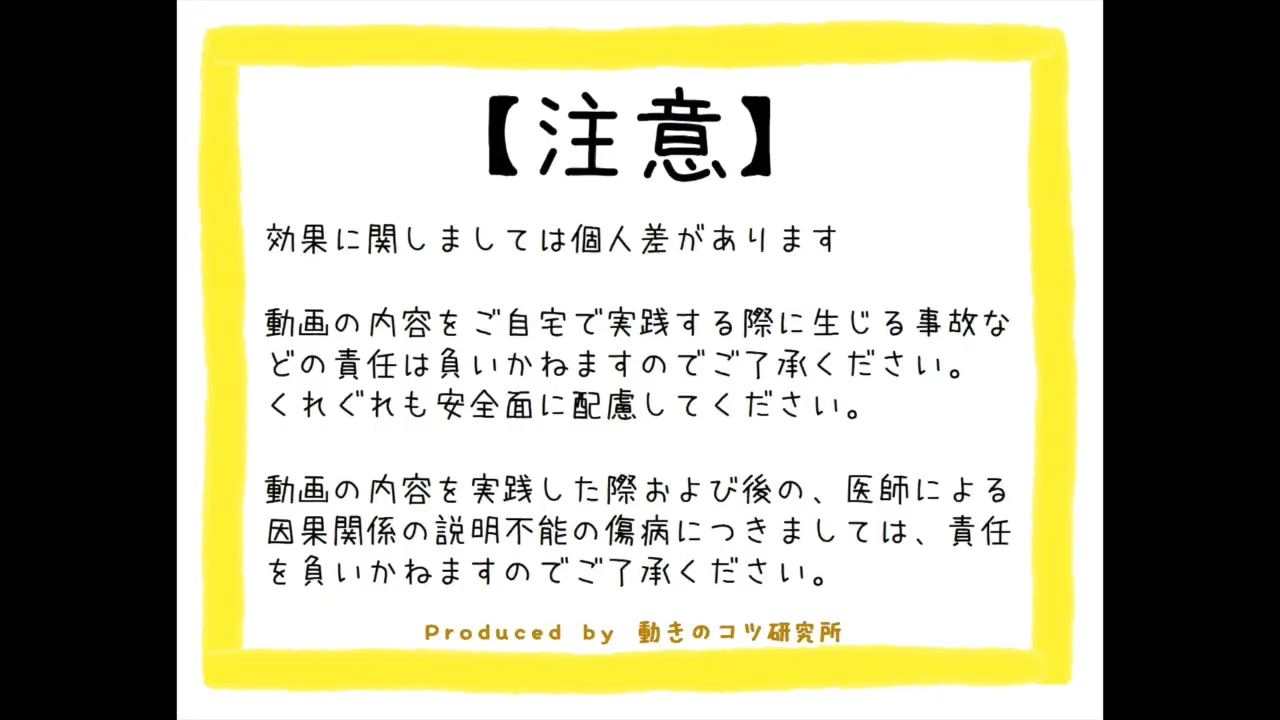 【注意】
効果に関しましては個人差があります
動画の内容をご自宅で実践する際に生じる事故な
どの責任は負いかねますのでご了承ください。
くれぐれも安全面に配慮してください。
動画の内容を実践した際および後の、医師による
因果関係の説明不能の傷病につきましては、責任
を負いかねますのでご了承ください。
Produced by 動きのコツ研究所